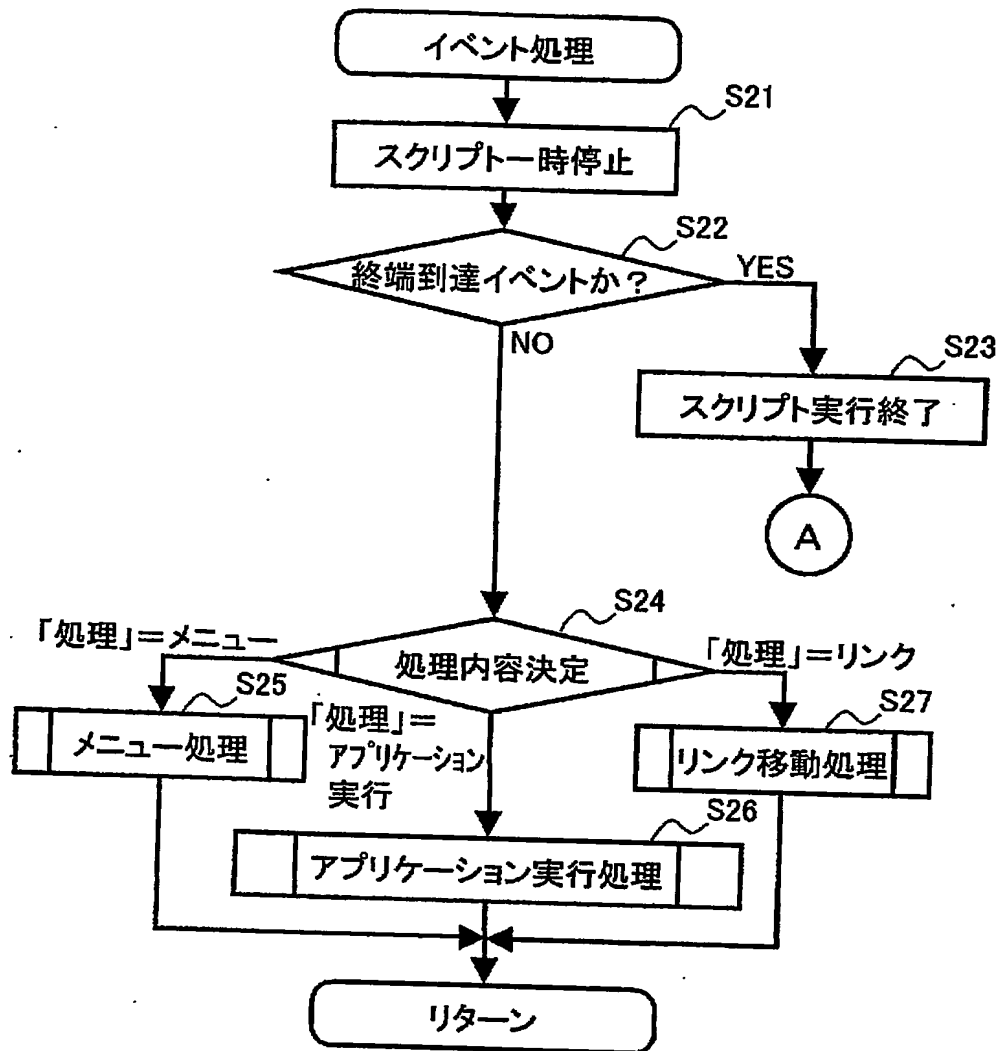 イベント処理
S21
スクリプト一時停止
S22
終端到達イベントか？
YES
NO
S23
スクリプト実行終了
A
S24
「処理」＝メニュー
処理内容決定
「処理」＝リンク
S25
メニュー処理
「処理」＝
アプリケーション
実行
S27
リンク移動処理
S26
アプリケーション実行処理
リターン